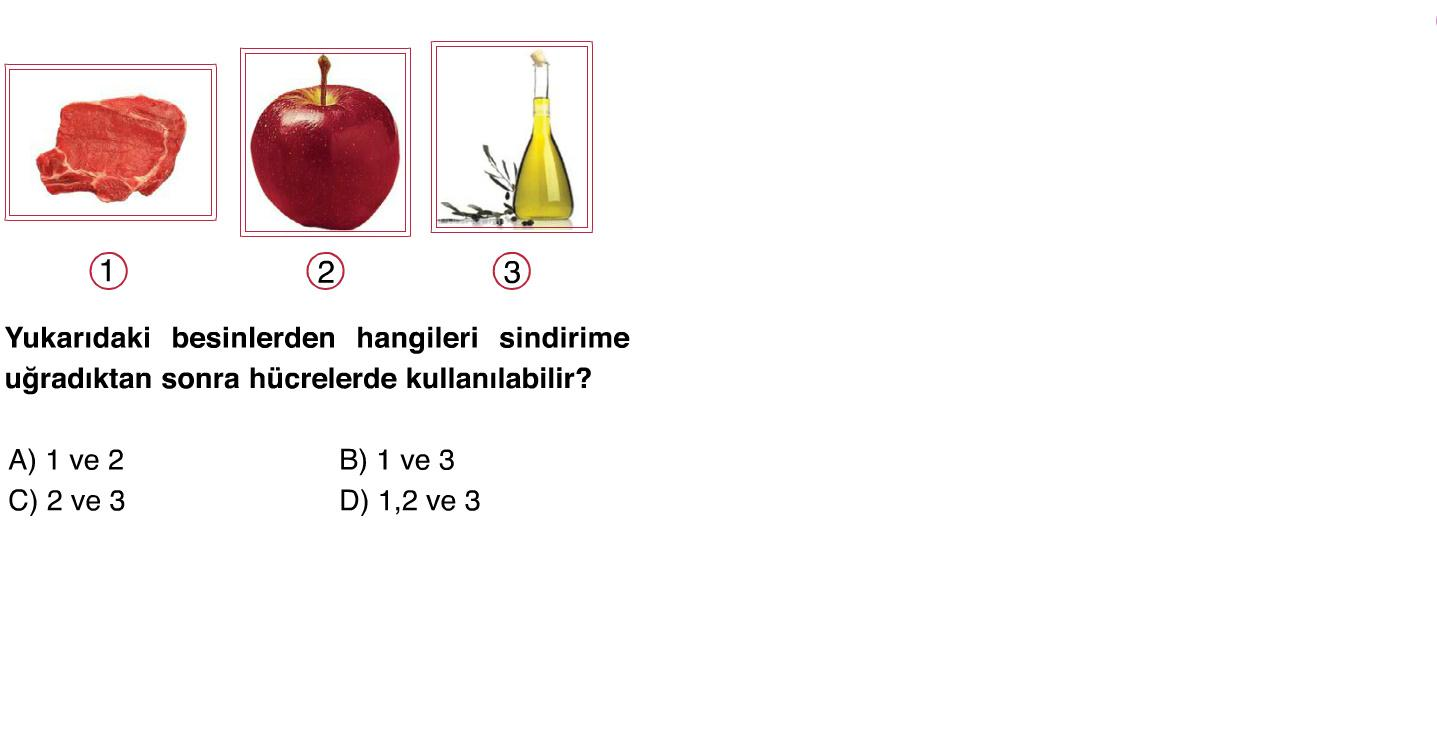 1 2 3
Yukarıdaki besinlerden hangileri sindirime
uğradıktan sonra hücrelerde kullanılabilir?
A) 1 ve 2 B) 1 ve 3
C) 2 ve 3 D) 1,2 ve 3